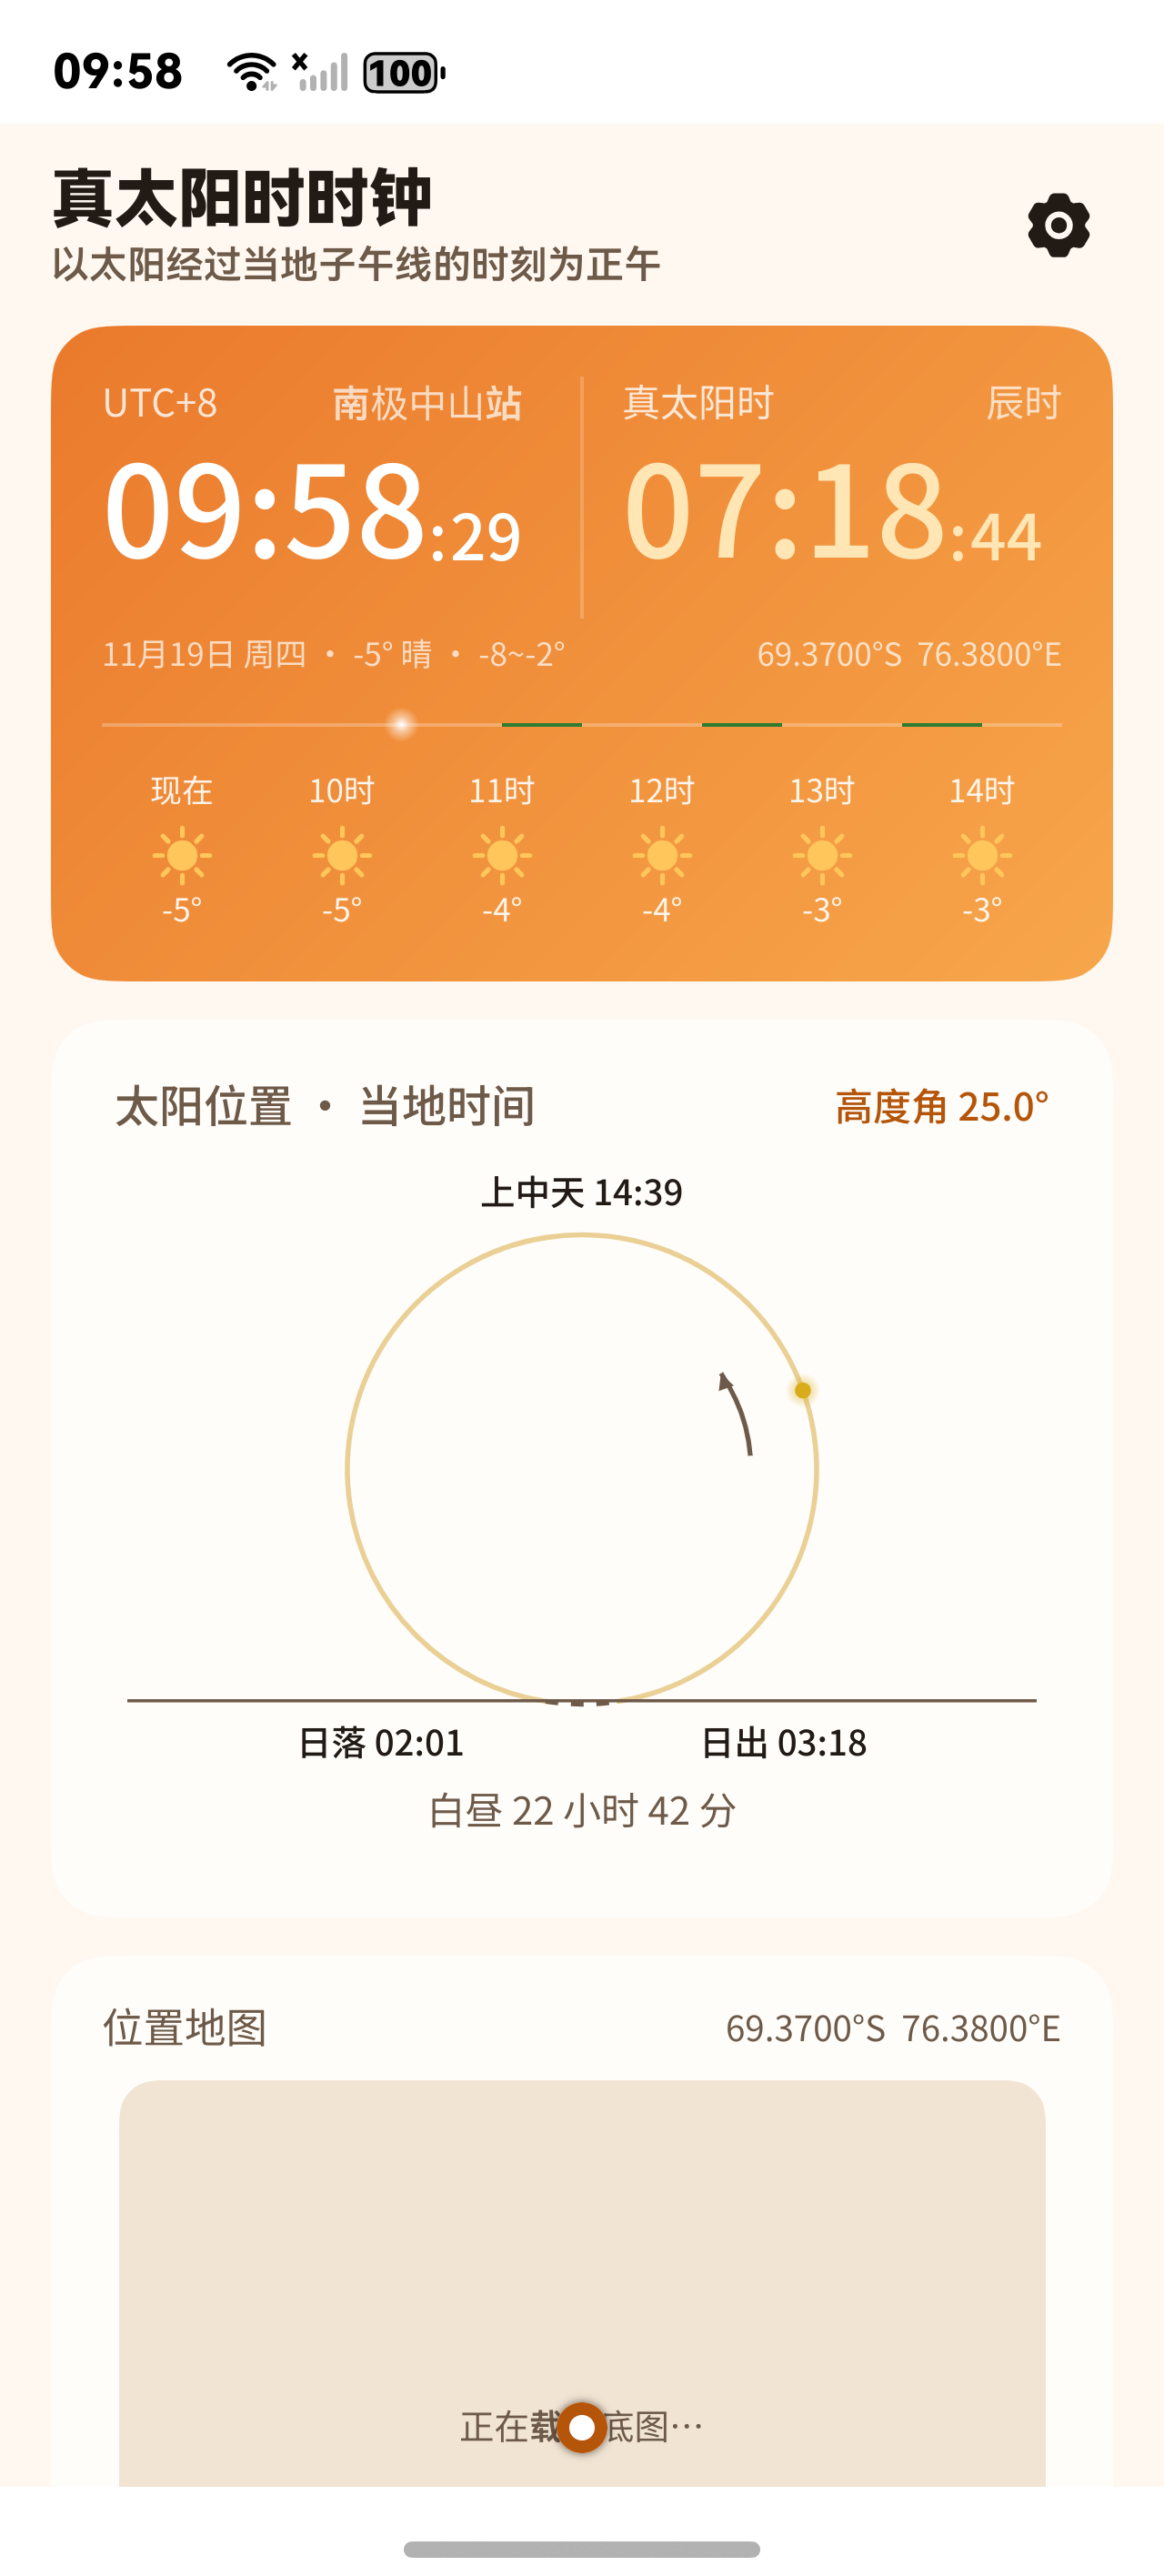 09:58 100
真太阳时时钟
以太阳经过当地子午线的时刻为正午
UTC+8 南极中山站 真太阳时 辰时
09:58:29 07:18:44
11月19日 周四 · -5° 晴 · -8~-2° 69.3700°S 76.3800°E
现在 10时 11时 12时 13时 14时
-5° -5° -4° -4° -3° -3°
太阳位置 · 当地时间 高度角 25.0°
上中天 14:39
日落 02:01 日出 03:18
白昼 22 小时 42 分
位置地图 69.3700°S 76.3800°E
正在载 底图…